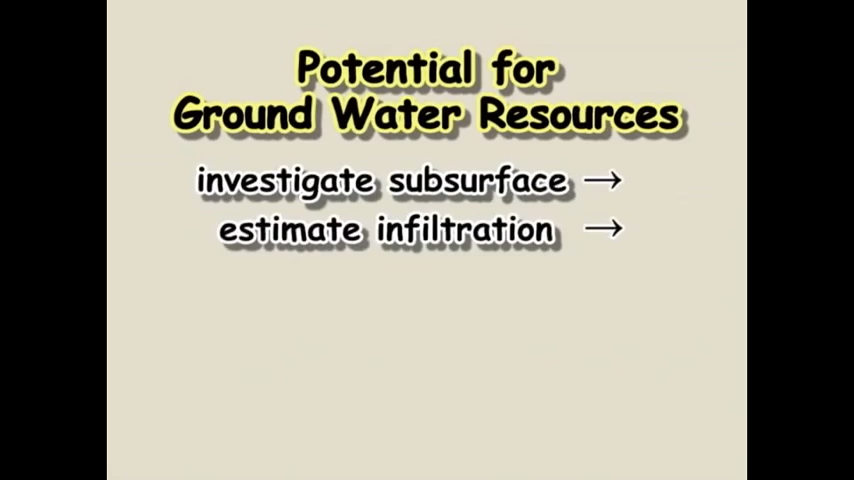 Potential for
Ground Water Resources
investigate subsurface →
estimate infiltration →